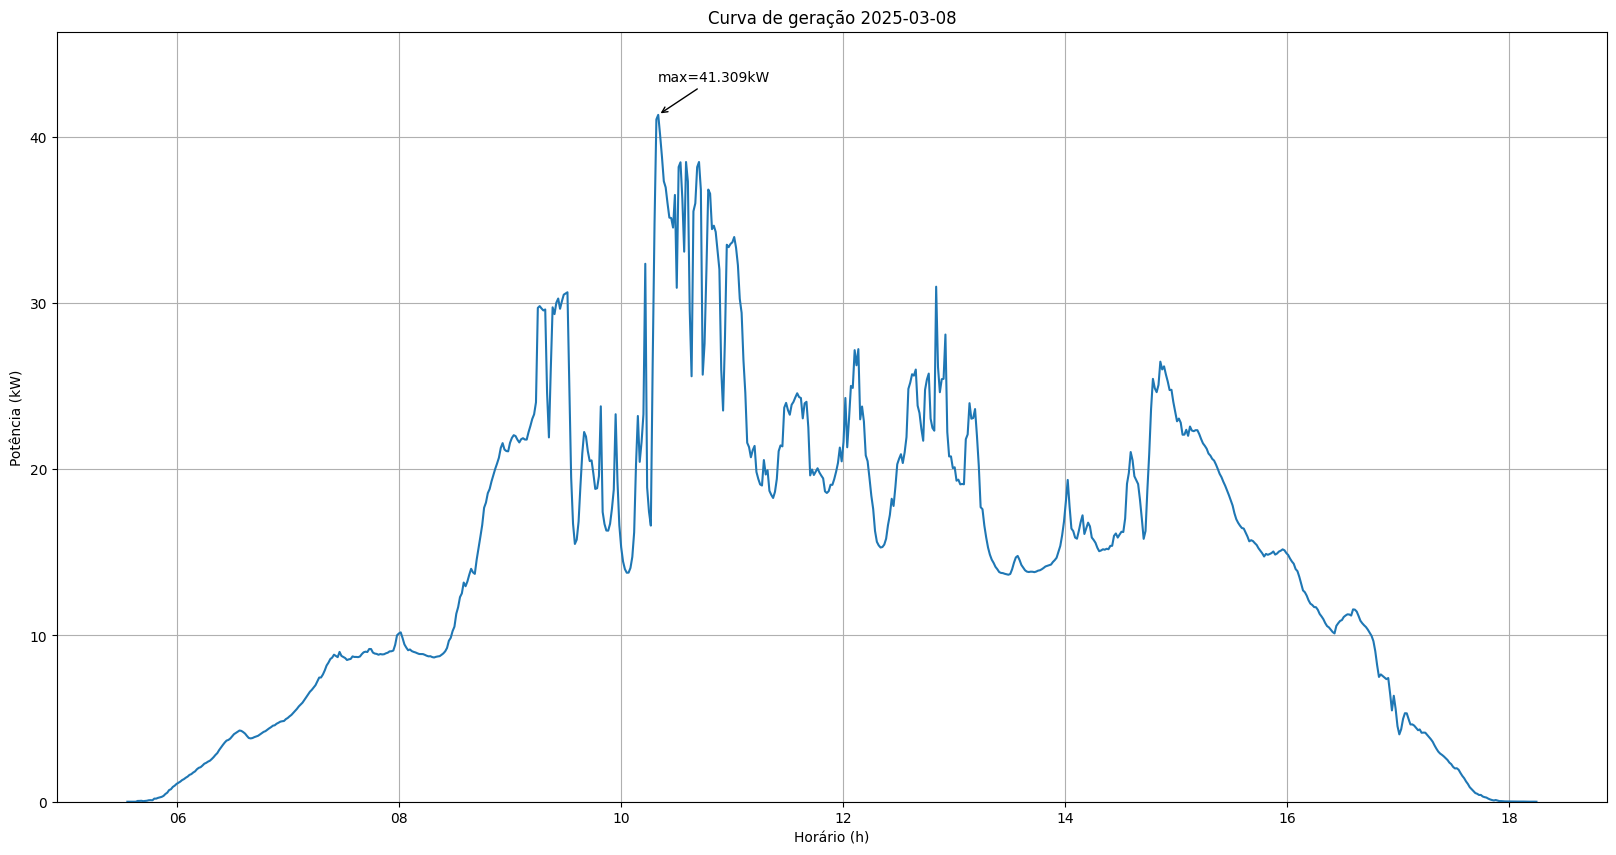 Curva de geração 2025-03-08
max=41.309kW
Potência (kW)
40
30
20
10
0
06 08 10 12 14 16 18
Horário (h)